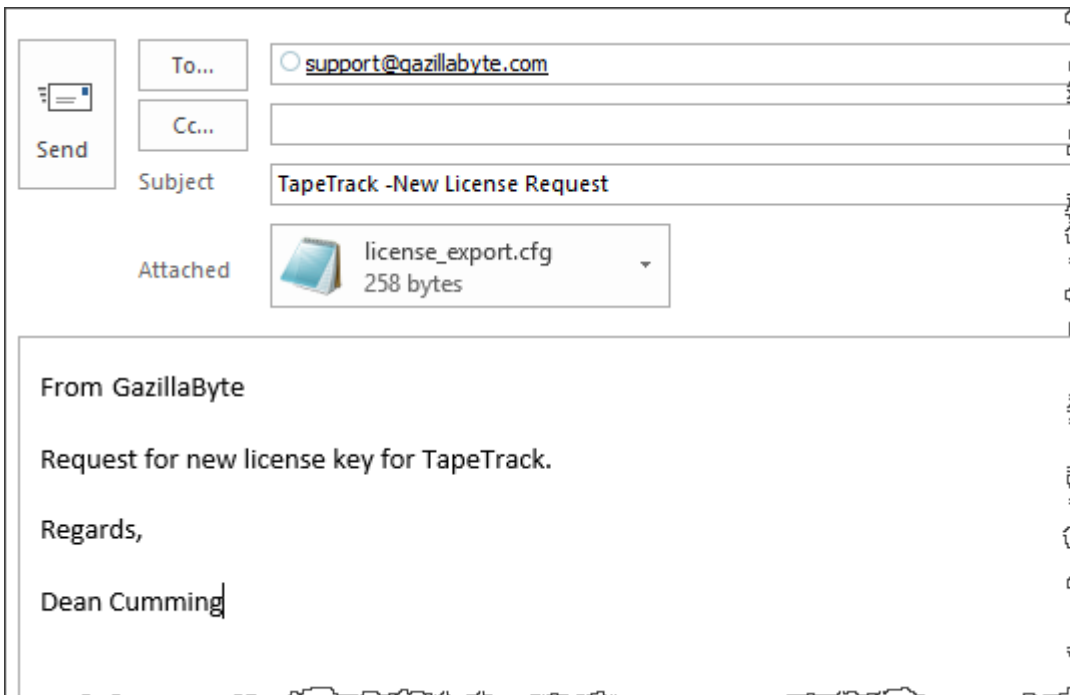 To...
support@gazillabyte.com
Cc...
Send
Subject
TapeTrack -New License Request
Attached
license_export.cfg
258 bytes
From GazillaByte
Request for new license key for TapeTrack.
Regards,
Dean Cumming